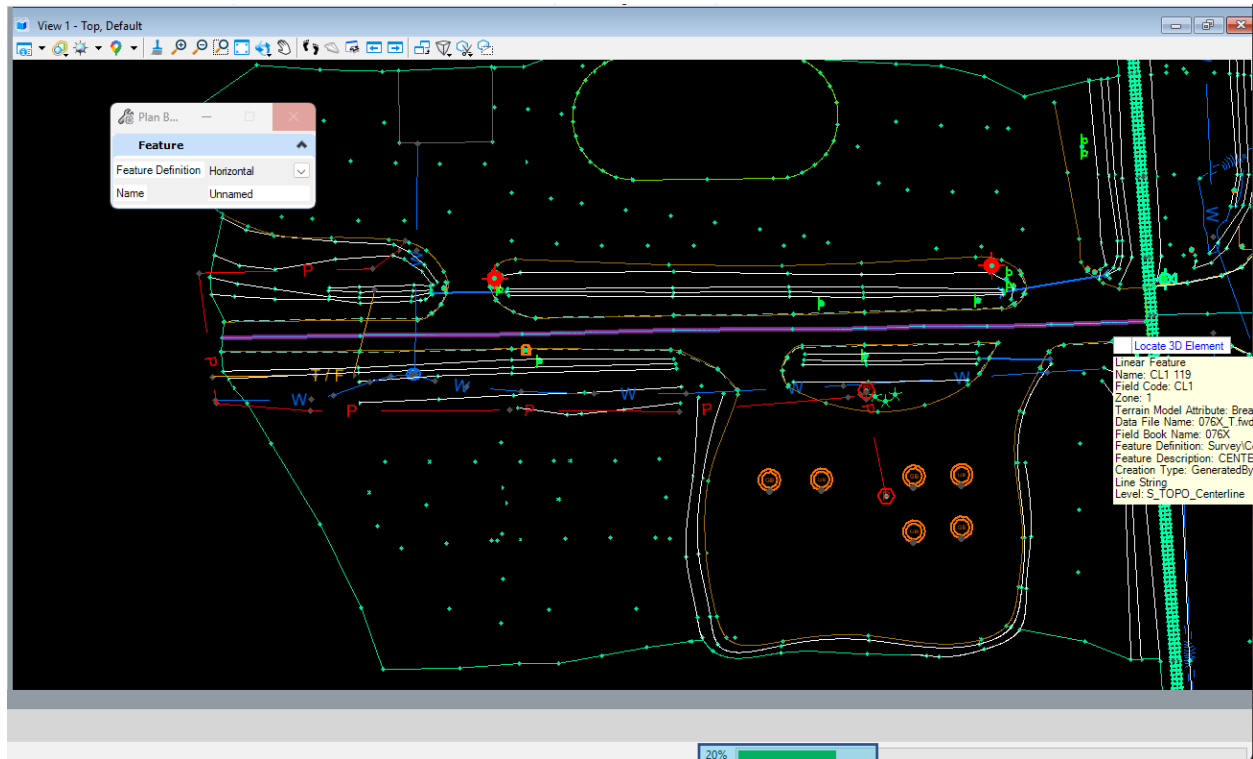 View 1 - Top, Default
Plan B...
Feature
Feature Definition Horizontal
Name Unnamed
P
W
W
P
T / F
W
W
W
W
P
P
P
P
Locate 3D Element
Linear Feature
Name: CL1 119
Field Code: CL1
Zone: 1
Terrain Model Attribute: Brea
Data File Name: 076X_T.fwd
Field Book Name: 076X
Feature Definition: Survey\C
Feature Description: CENTE
Creation Type: GeneratedBy
Line String
Level: S_TOPO_Centerline
20%